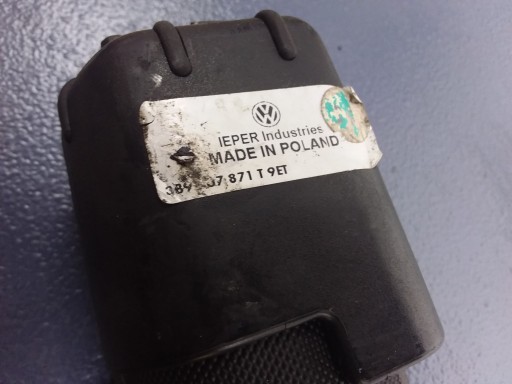 IEPER Industries
MADE IN POLAND
871 T 9ET